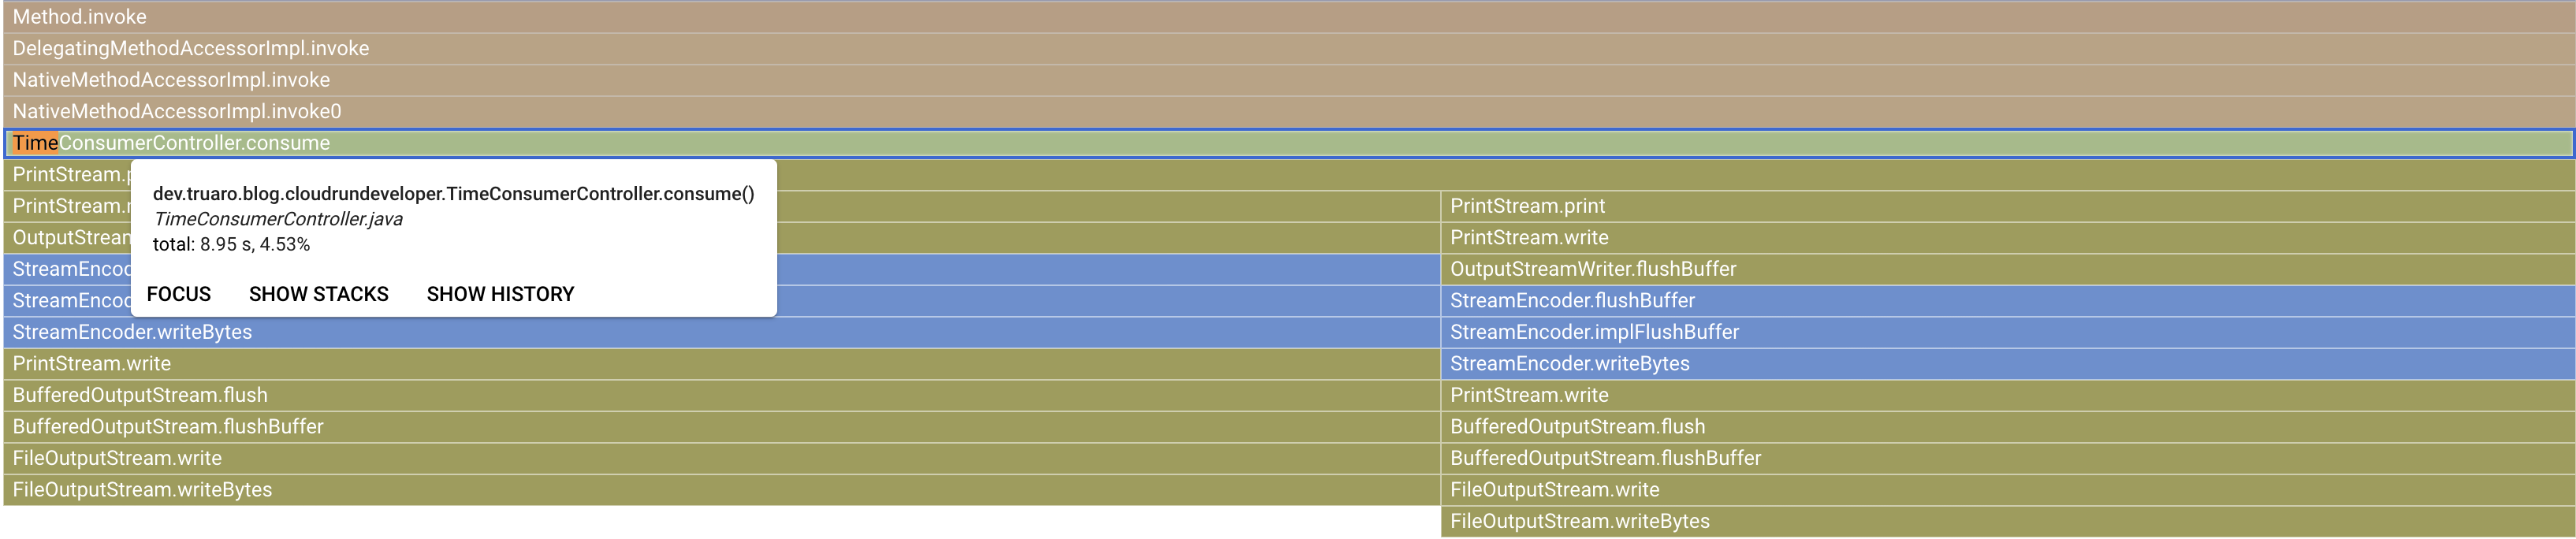 Method.invoke
DelegatingMethodAccessorImpl.invoke
NativeMethodAccessorImpl.invoke
NativeMethodAccessorImpl.invoke0
TimeConsumerController.consume
PrintStream.
PrintStream. PrintStream.print
OutputStream PrintStream.write
StreamEncod OutputStreamWriter.flushBuffer
StreamEncod StreamEncoder.flushBuffer
StreamEncoder.writeBytes StreamEncoder.implFlushBuffer
PrintStream.write StreamEncoder.writeBytes
BufferedOutputStream.flush PrintStream.write
BufferedOutputStream.flushBuffer BufferedOutputStream.flush
FileOutputStream.write BufferedOutputStream.flushBuffer
FileOutputStream.writeBytes FileOutputStream.write
FileOutputStream.writeBytes
dev.truaro.blog.cloudrundeveloper.TimeConsumerController.consume()
TimeConsumerController.java
total: 8.95 s, 4.53%
FOCUS SHOW STACKS SHOW HISTORY